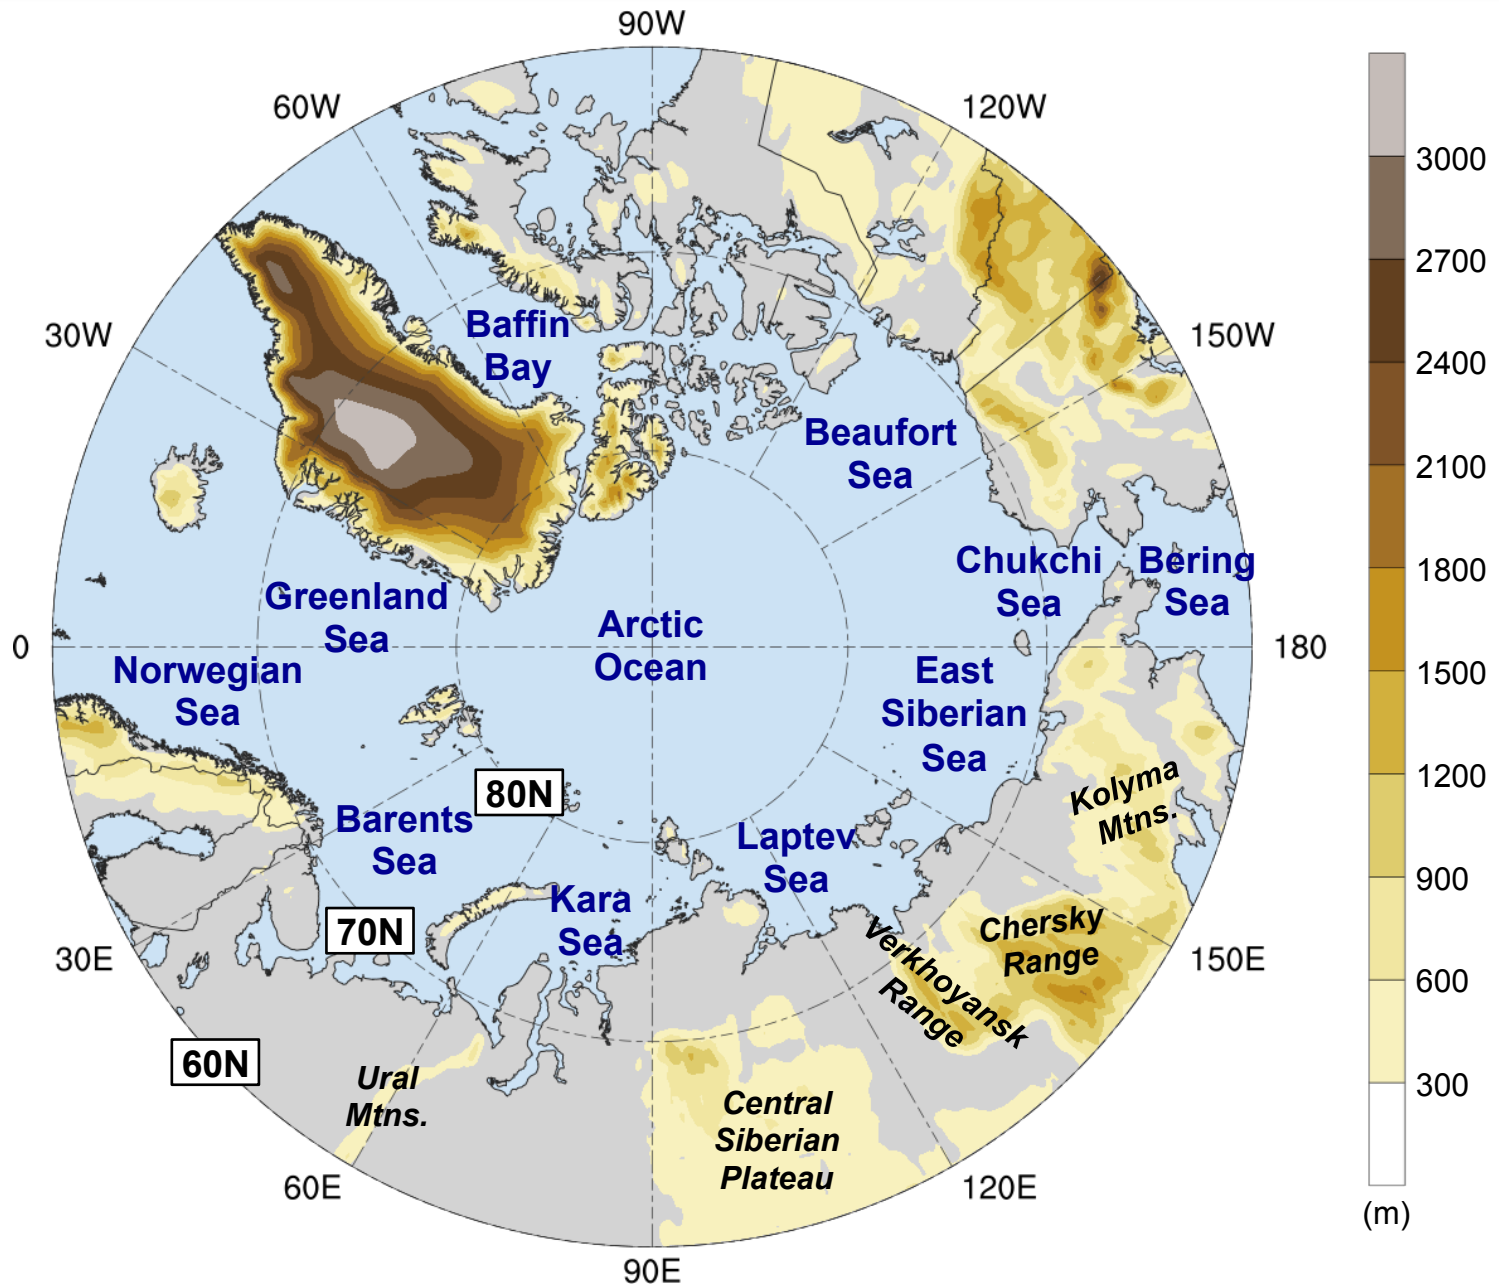 90W
60W
120W
30W
150W
0
180
30E
150E
60E
120E
90E
Baffin
Bay
Beaufort
Sea
Chukchi
Sea
Bering
Sea
Greenland
Sea
Arctic
Ocean
Norwegian
Sea
East
Siberian
Sea
80N
Barents
Sea
Laptev
Sea
Kara
Sea
70N
60N
Kolyma
Mtns.
Chersky
Range
Verkhoyansk
Range
Ural
Mtns.
Central
Siberian
Plateau
3000
2700
2400
2100
1800
1500
1200
900
600
300
(m)